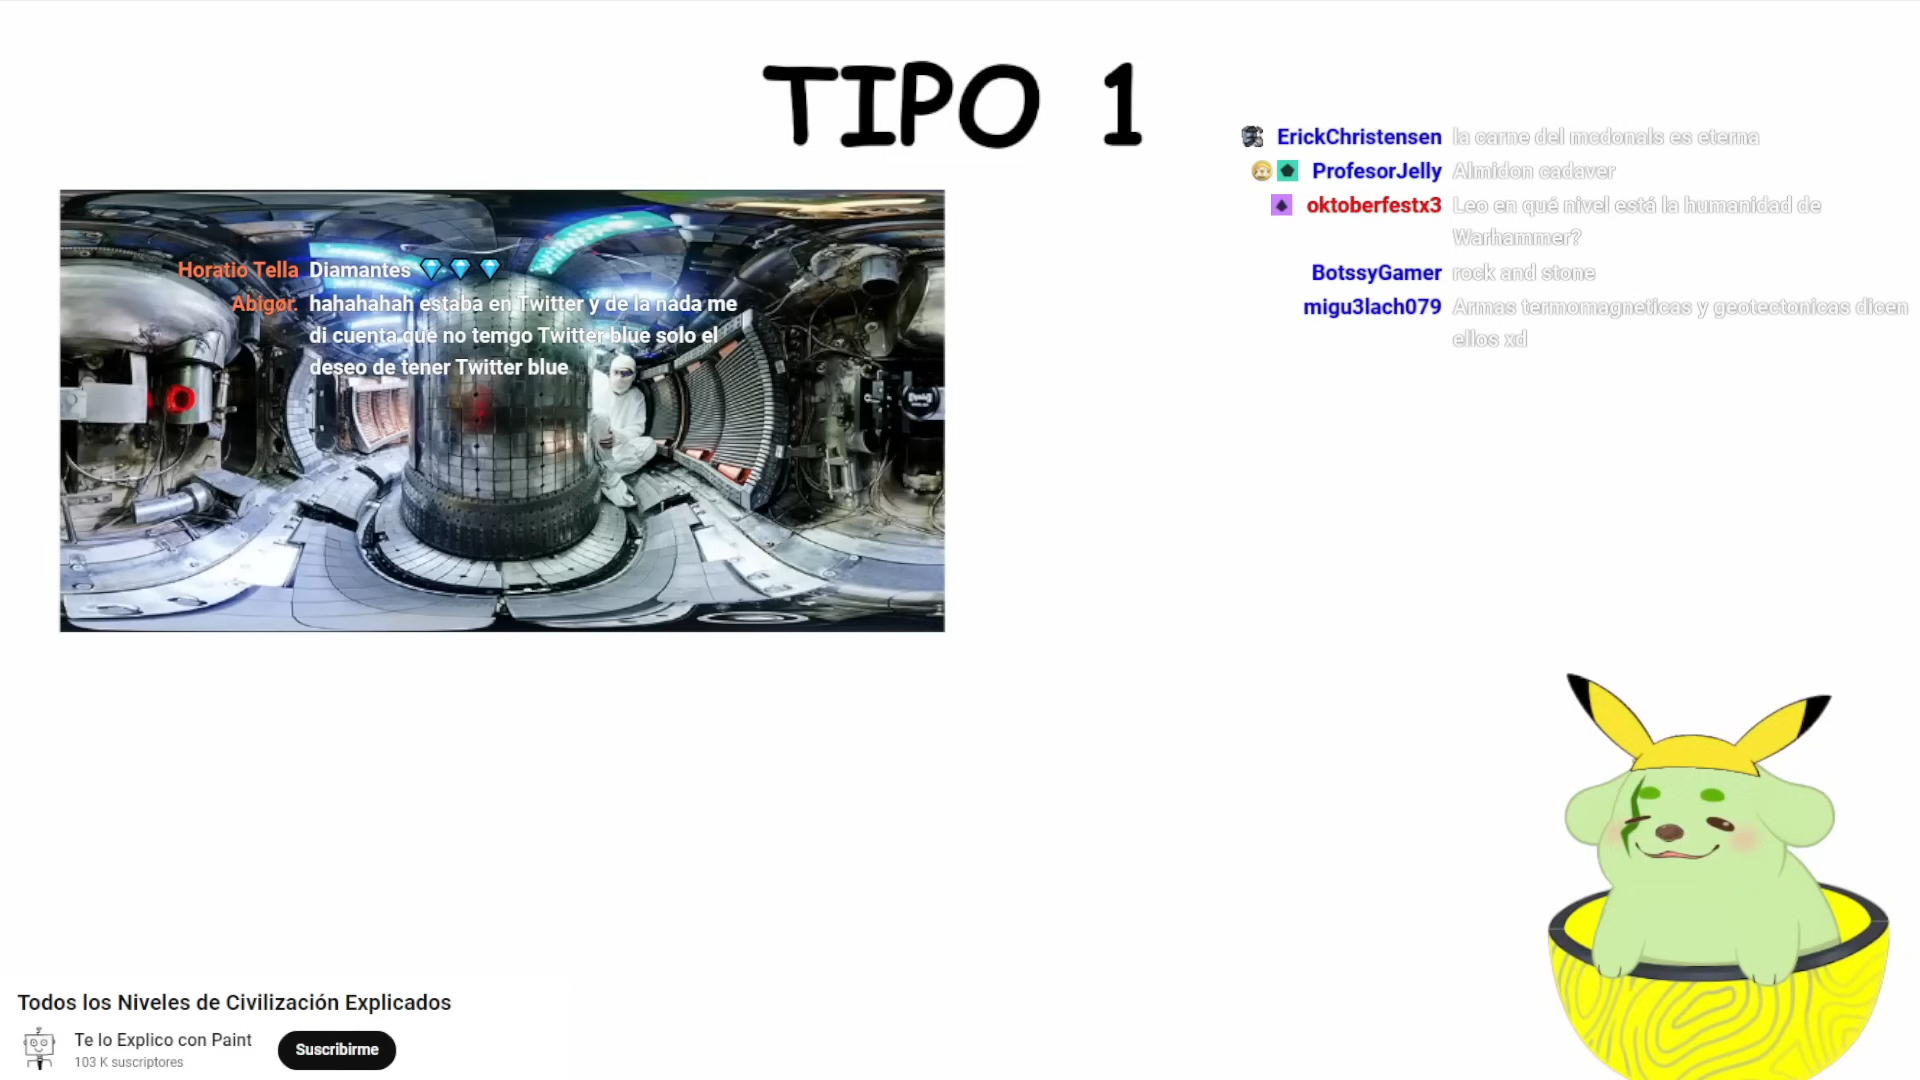 TIPO 1
ErickChristensen la carne del mcdonals es eterna
ProfesorJelly Almidon cadaver
oktoberfestx3 Leo en qué nivel está la humanidad de
Warhammer?
BotssyGamer rock and stone
migu3lach079 Armas termomagneticas y geotectonicas dicen
ellos xd
Horatio Tella Diamantes 💎 💎 💎
Abigør. hahahahah estaba en Twitter y de la nada me
di cuenta que no temgo Twitter blue solo el
deseo de tener Twitter blue
Todos los Niveles de Civilización Explicados
Te lo Explico con Paint
103 K suscriptores
Suscribirme